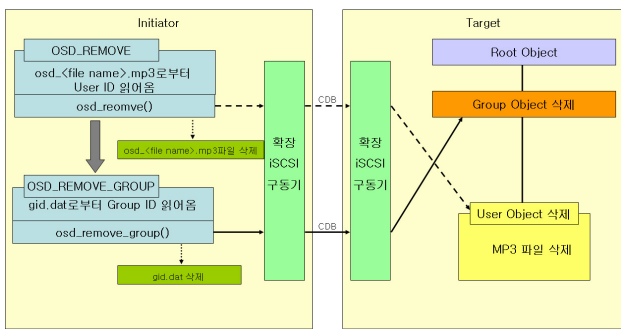 Initiator
OSD_REMOVE
osd_<file name>.mp3로부터
User ID 읽어옴
osd_reomve()
osd_<file name>.mp3파일 삭제
OSD_REMOVE_GROUP
gid.dat로부터 Group ID 읽어옴
osd_remove_group()
gid.dat 삭제
확장
iSCSI
구동기
CDB
CDB
Target
확장
iSCSI
구동기
Root Object
Group Object 삭제
User Object 삭제
MP3 파일 삭제